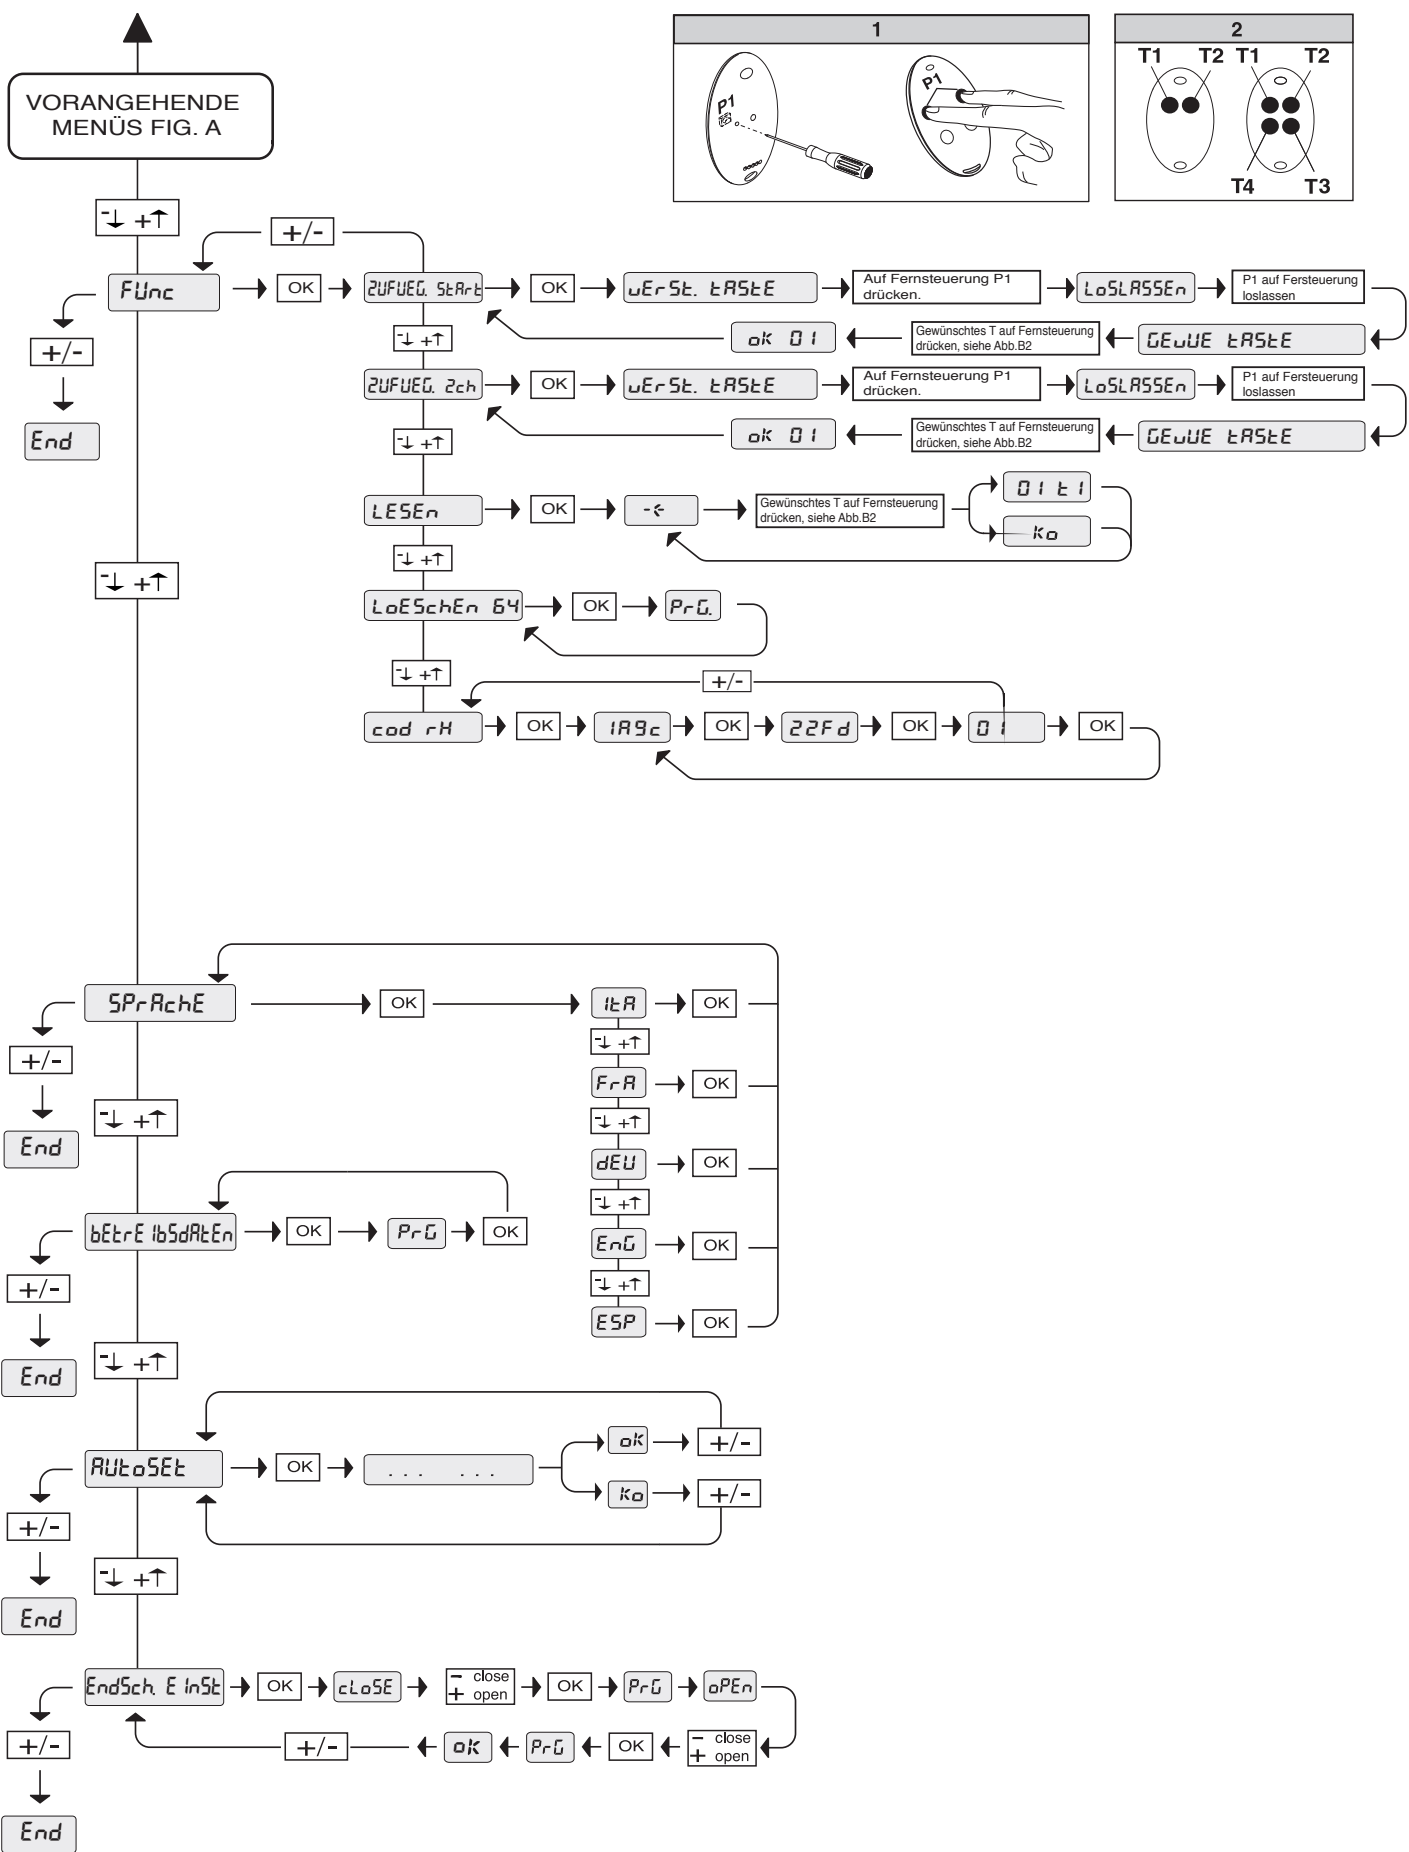 VORANGEHENDE
MENÜS FIG. A
1
P1
P1
2
T1 T2 T1 T2
T4 T3
-↓ +↑
+/-
FUnc
OK
ZUFUEG. StArt
OK
vErSt. tAStE
Auf Fernsteuerung P1
drücken.
LoSLASSEn
P1 auf Fersteuerung
loslassen
+/-
-↓ +↑
ok 01
Gewünschtes T auf Fernsteuerung
drücken, siehe Abb.B2
GEwUE tAStE
End
ZUFUEG. 2ch
OK
vErSt. tAStE
Auf Fernsteuerung P1
drücken.
LoSLASSEn
P1 auf Fersteuerung
loslassen
-↓ +↑
ok 01
Gewünschtes T auf Fernsteuerung
drücken, siehe Abb.B2
GEwUE tAStE
LESEn
OK
-<-
Gewünschtes T auf Fernsteuerung
drücken, siehe Abb.B2
01 t1
Ko
-↓ +↑
-↓ +↑
LoESchEn 64
OK
PrG.
-↓ +↑
+/-
cod rH
OK
1A9c
OK
22Fd
OK
01
OK
SPrAchE
OK
ItA
OK
+/-
-↓ +↑
FrA
OK
End
-↓ +↑
-↓ +↑
dEU
OK
-↓ +↑
bEtrEIbSdAtEn
OK
PrG
OK
EnG
OK
+/-
-↓ +↑
ESP
OK
End
-↓ +↑
AUtoSEt
OK
... ...
ok
+/-
Ko
+/-
+/-
End
-↓ +↑
EndSch. EInSt
OK
cLoSE
- close
+ open
OK
PrG
oPEn
+/-
+/-
ok
PrG
OK
- close
+ open
End